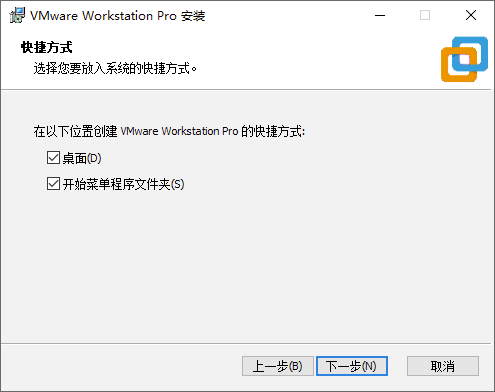 VMware Workstation Pro 安装
快捷方式
选择您要放入系统的快捷方式。
在以下位置创建 VMware Workstation Pro 的快捷方式:
桌面(D)
开始菜单程序文件夹(S)
上一步(B)
下一步(N)
取消